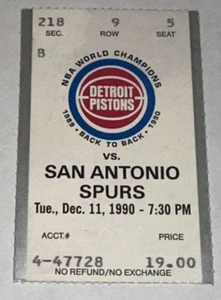 218 9 5
SEC. ROW SEAT
B
NBA WORLD CHAMPIONS
DETROIT
PISTONS
1989 • BACK TO BACK • 1990
VS.
SAN ANTONIO
SPURS
Tue., Dec. 11, 1990 - 7:30 PM
ACCT.# PRICE
4-47728 19.00
NO REFUND/NO EXCHANGE